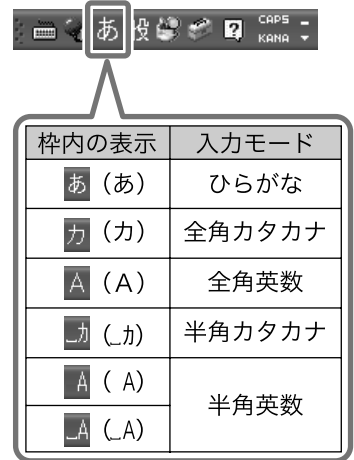 あ 般 ? CAPS
KANA
枠内の表示 入力モード
あ (あ) ひらがな
カ (カ) 全角カタカナ
A (A) 全角英数
_カ (_カ) 半角カタカナ
A ( A) 半角英数
_A (_A)